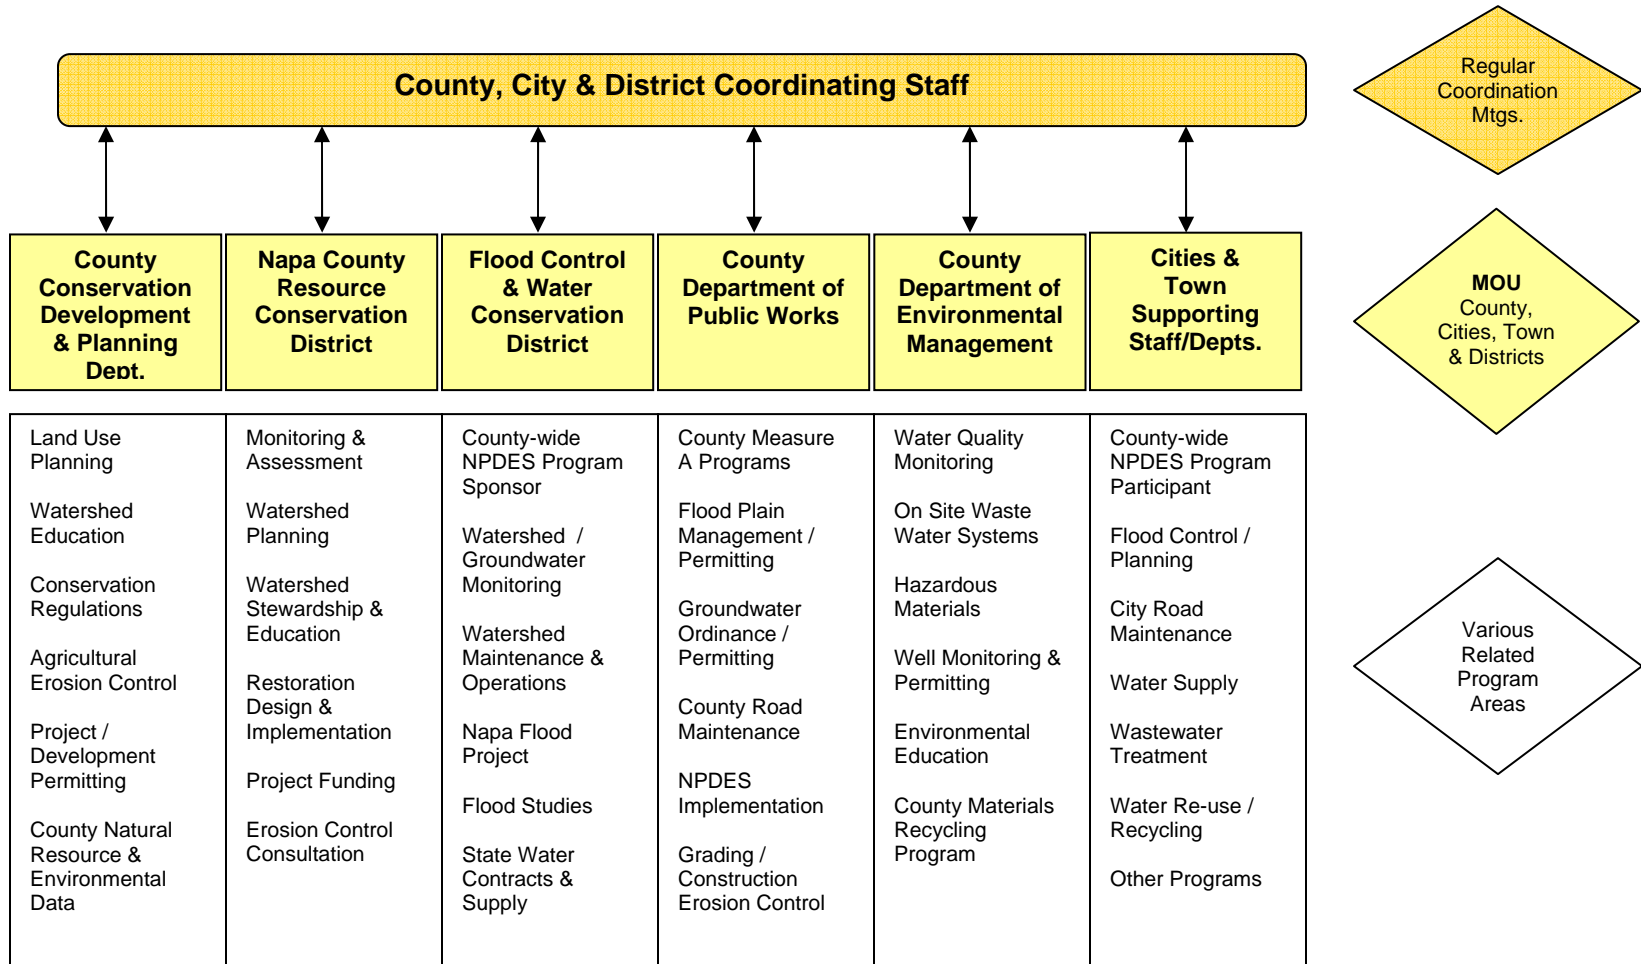 County, City & District Coordinating Staff
Regular
Coordination
Mtgs.
County
Conservation
Development
& Planning
Dept.
Napa County
Resource
Conservation
District
Flood Control
& Water
Conservation
District
County
Department of
Public Works
County
Department of
Environmental
Management
Cities &
Town
Supporting
Staff/Depts.
MOU
County,
Cities, Town
& Districts
Land Use
Planning
Watershed
Education
Conservation
Regulations
Agricultural
Erosion Control
Project /
Development
Permitting
County Natural
Resource &
Environmental
Data
Monitoring &
Assessment
Watershed
Planning
Watershed
Stewardship &
Education
Restoration
Design &
Implementation
Project Funding
Erosion Control
Consultation
County-wide
NPDES Program
Sponsor
Watershed /
Groundwater
Monitoring
Watershed
Maintenance &
Operations
Napa Flood
Project
Flood Studies
State Water
Contracts &
Supply
County Measure
A Programs
Flood Plain
Management /
Permitting
Groundwater
Ordinance /
Permitting
County Road
Maintenance
NPDES
Implementation
Grading /
Construction
Erosion Control
Water Quality
Monitoring
On Site Waste
Water Systems
Hazardous
Materials
Well Monitoring &
Permitting
Environmental
Education
County Materials
Recycling
Program
County-wide
NPDES Program
Participant
Flood Control /
Planning
City Road
Maintenance
Water Supply
Wastewater
Treatment
Water Re-use /
Recycling
Other Programs
Various
Related
Program
Areas